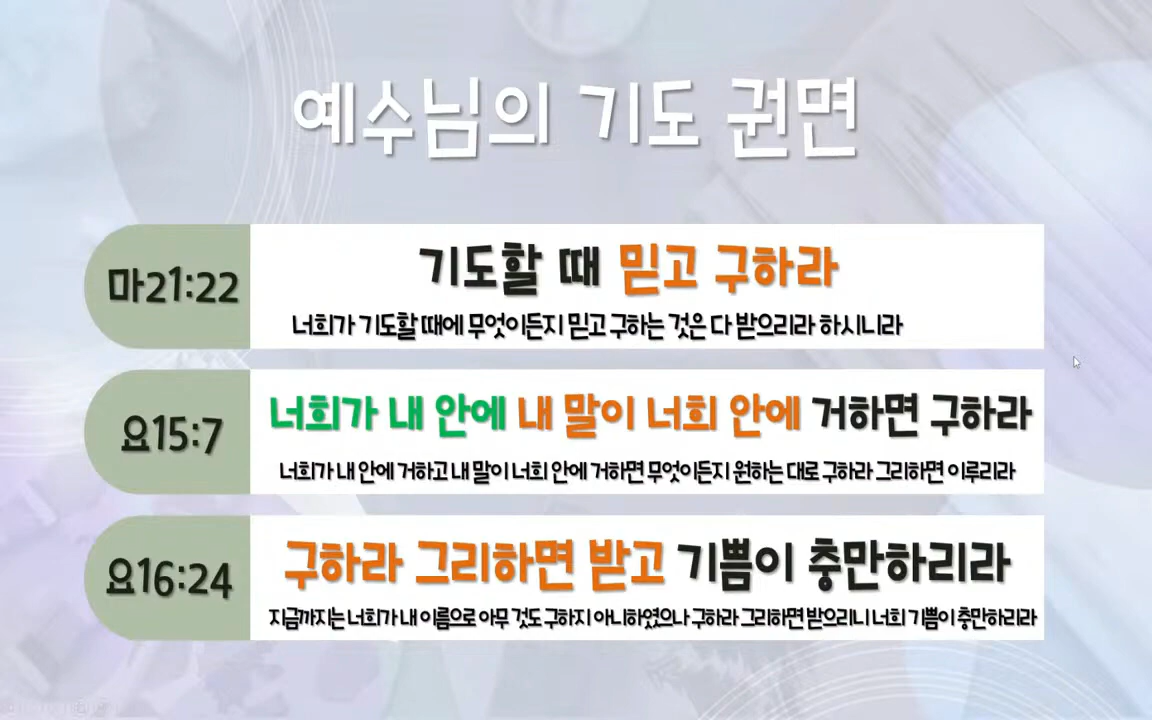 예수님의 기도 권면
마21:22
기도할 때 믿고 구하라
너희가 기도할 때에 무엇이든지 믿고 구하는 것은 다 받으리라 하시니라
요15:7
너희가 내 안에 내 말이 너희 안에 거하면 구하라
너희가 내 안에 거하고 내 말이 너희 안에 거하면 무엇이든지 원하는 대로 구하라 그리하면 이루리라
요16:24
구하라 그리하면 받고 기쁨이 충만하리라
지금까지는 너희가 내 이름으로 아무 것도 구하지 아니하였으나 구하라 그리하면 받으리니 너희 기쁨이 충만하리라